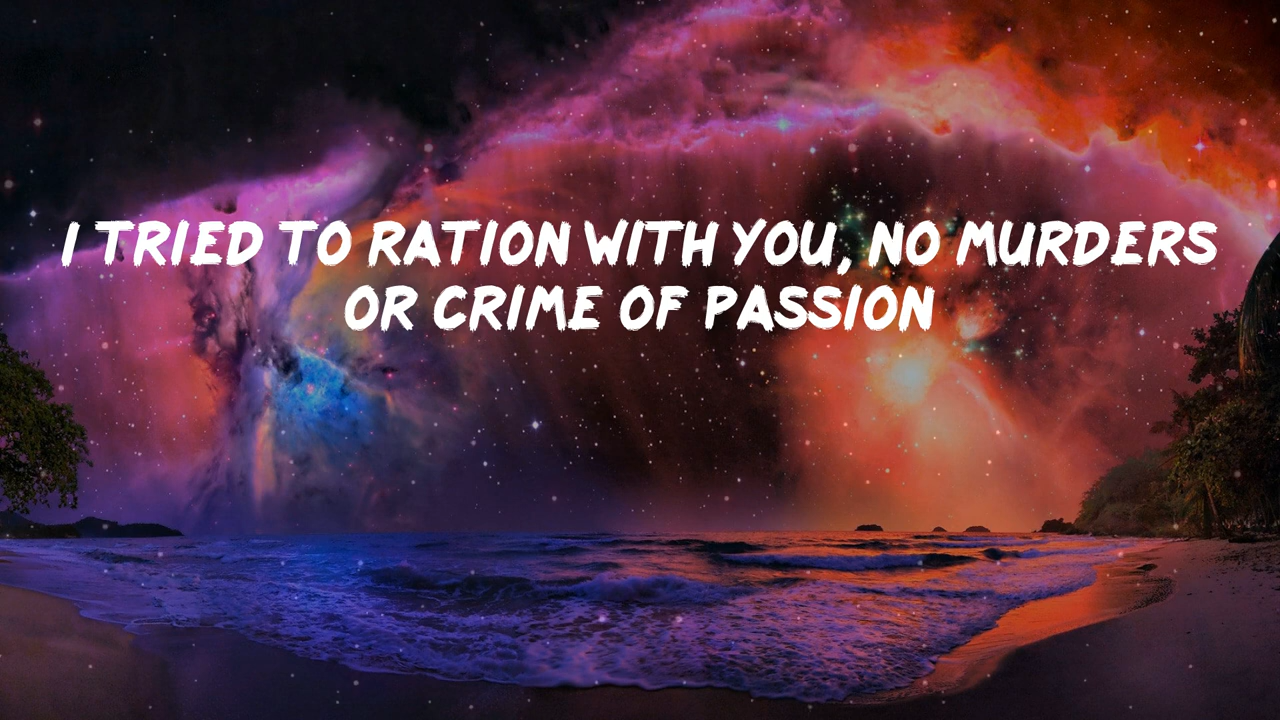 I TRIED TO RATION WITH YOU, NO MURDERS
OR CRIME OF PASSION